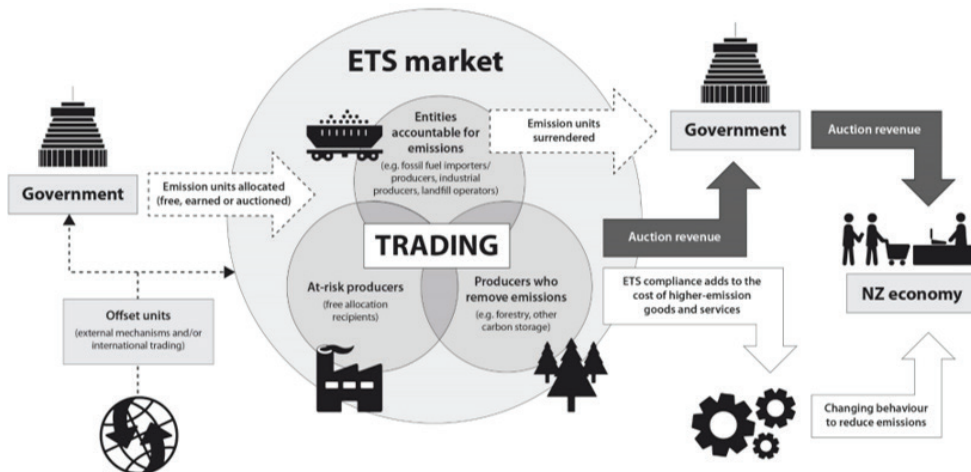 ETS market
Government
Emission units allocated
(free, earned or auctioned)
Offset units
(external mechanisms and/or
international trading)
Entities
accountable for
emissions
(e.g. fossil fuel importers/
producers, industrial
producers, landfill operators)
TRADING
At-risk producers
(free allocation
recipients)
Producers who
remove emissions
(e.g. forestry, other
carbon storage)
Emission units
surrendered
Government
Auction revenue
Auction revenue
ETS compliance adds to the
cost of higher-emission
goods and services
NZ economy
Changing behaviour
to reduce emissions